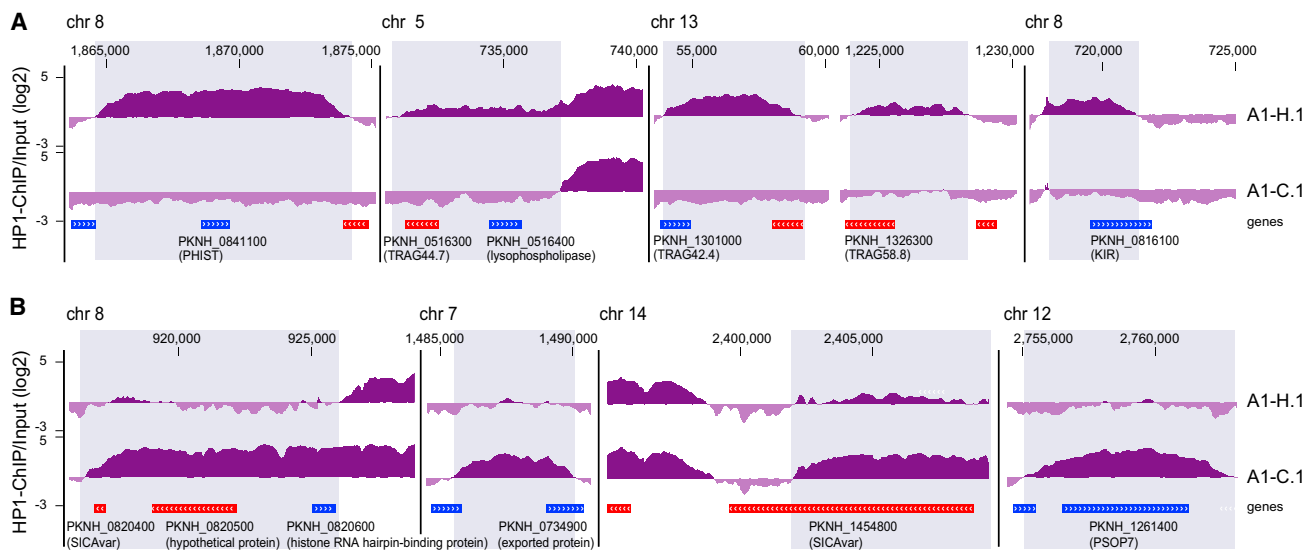 A
chr 8
chr 5
chr 13
chr 8
1,865,000 1,870,000 1,875,000 735,000 740,000 55,000 60,000 1,225,000 1,230,000 720,000 725,000
HP1-ChIP/Input (log2)
5
-3
5
-3
A1-H.1
A1-C.1
genes
PKNH_0841100
(PHIST)
PKNH_0516300
(TRAG44.7)
PKNH_0516400
(lysophospholipase)
PKNH_1301000
(TRAG42.4)
PKNH_1326300
(TRAG58.8)
PKNH_0816100
(KIR)
B
chr 8
chr 7
chr 14
chr 12
920,000 925,000 1,485,000 1,490,000 2,400,000 2,405,000 2,755,000 2,760,000
HP1-ChIP/Input (log2)
5
-3
5
-3
A1-H.1
A1-C.1
genes
PKNH_0820400
(SICAvar)
PKNH_0820500
(hypothetical protein)
PKNH_0820600
(histone RNA hairpin-binding protein)
PKNH_0734900
(exported protein)
PKNH_1454800
(SICAvar)
PKNH_1261400
(PSOP7)